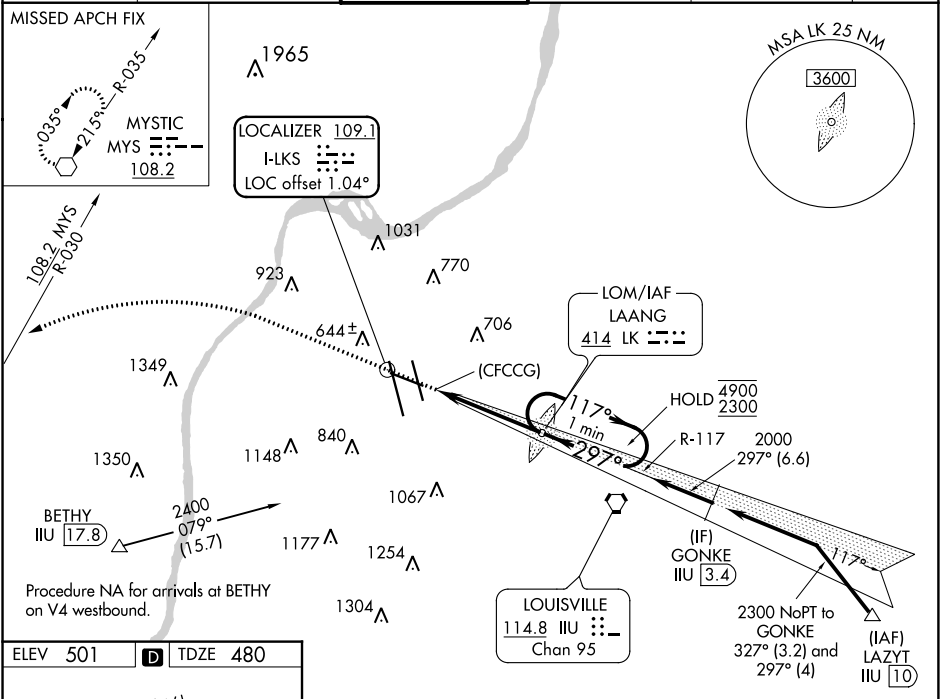 MISSED APCH FIX
R-035
035°
215°
MYSTIC
MYS
108.2
1965
LOCALIZER 109.1
I-LKS
LOC offset 1.04°
MSA LK 25 NM
3600
108.2 MYS
R-030
1031
923
770
644±
706
LOM/IAF
LAANG
414 LK
(CFCCG)
1349
117°
1 min
297°
HOLD 4900
2300
R-117
2000
297° (6.6)
1350
1148
840
1067
BETHY
IIU 17.8
2400
079°
(15.7)
1177
1254
1304
(IF)
GONKE
IIU 3.4
117°
Procedure NA for arrivals at BETHY
on V4 westbound.
LOUISVILLE
114.8 IIU
Chan 95
2300 NoPT to
GONKE
327° (3.2) and
297° (4)
(IAF)
LAZYT
IIU 10
ELEV 501 D TDZE 480